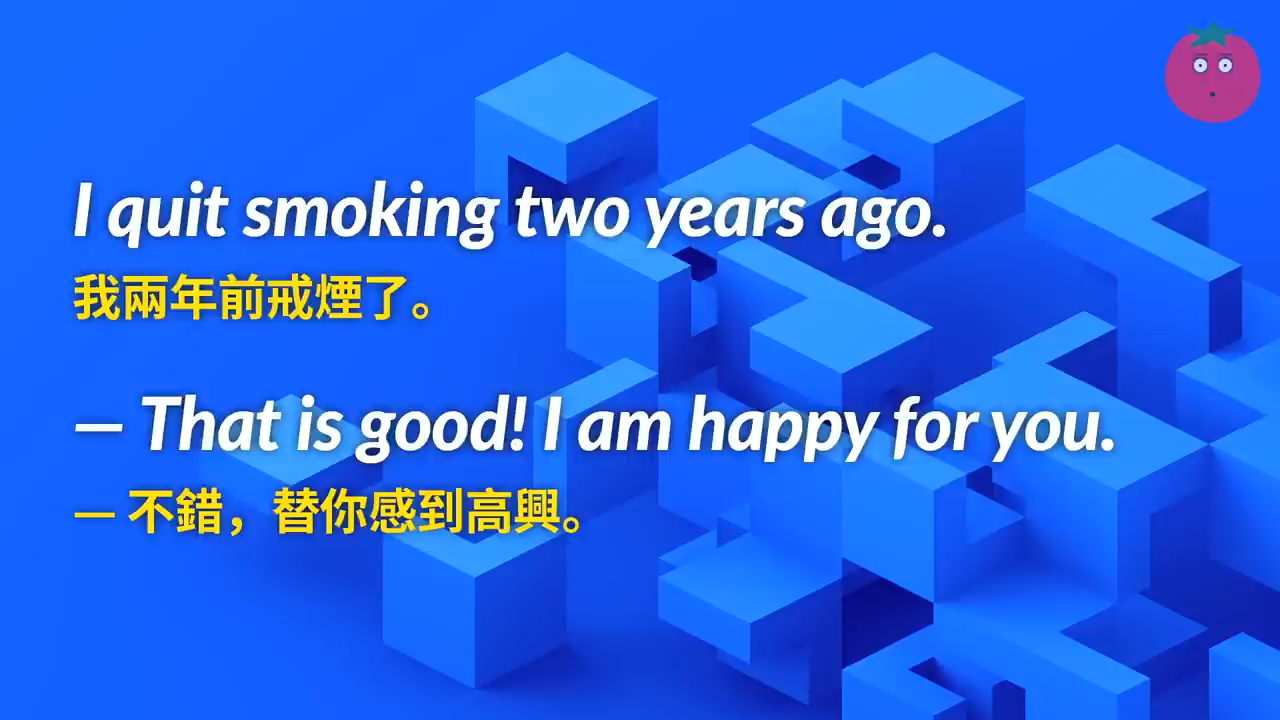 I quit smoking two years ago.
我兩年前戒煙了。
— That is good! I am happy for you.
— 不錯，替你感到高興。